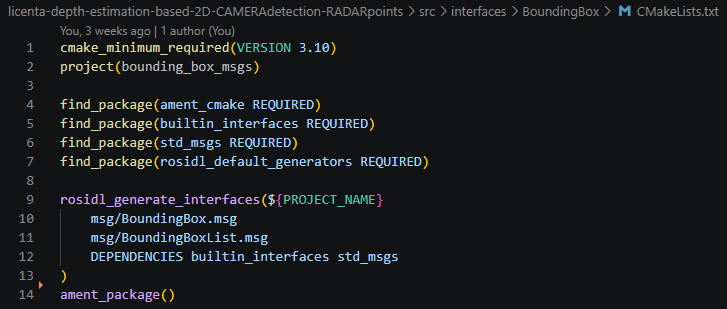 licenta-depth-estimation-based-2D-CAMERAdetection-RADARpoints > src > interfaces > BoundingBox > M CMakeLists.txt
You, 3 weeks ago | 1 author (You)
1 cmake_minimum_required(VERSION 3.10)
2 project(bounding_box_msgs)
3
4 find_package(ament_cmake REQUIRED)
5 find_package(builtin_interfaces REQUIRED)
6 find_package(std_msgs REQUIRED)
7 find_package(rosidl_default_generators REQUIRED)
8
9 rosidl_generate_interfaces(${PROJECT_NAME}
10     msg/BoundingBox.msg
11     msg/BoundingBoxList.msg
12     DEPENDENCIES builtin_interfaces std_msgs
13 )
14 ament_package()